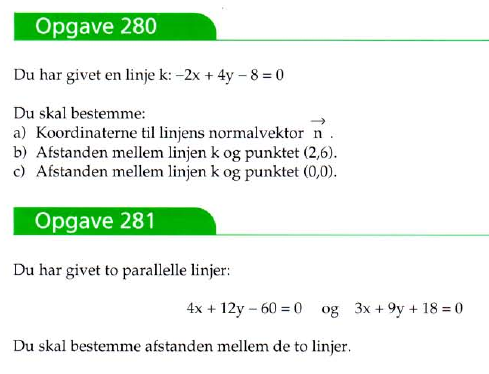 Opgave 280
Du har givet en linje k: –2x + 4y – 8 = 0
Du skal bestemme:
a) Koordinaterne til linjens normalvektor n⃗ .
b) Afstanden mellem linjen k og punktet (2,6).
c) Afstanden mellem linjen k og punktet (0,0).
Opgave 281
Du har givet to parallelle linjer:
4x + 12y – 60 = 0 og 3x + 9y + 18 = 0
Du skal bestemme afstanden mellem de to linjer.